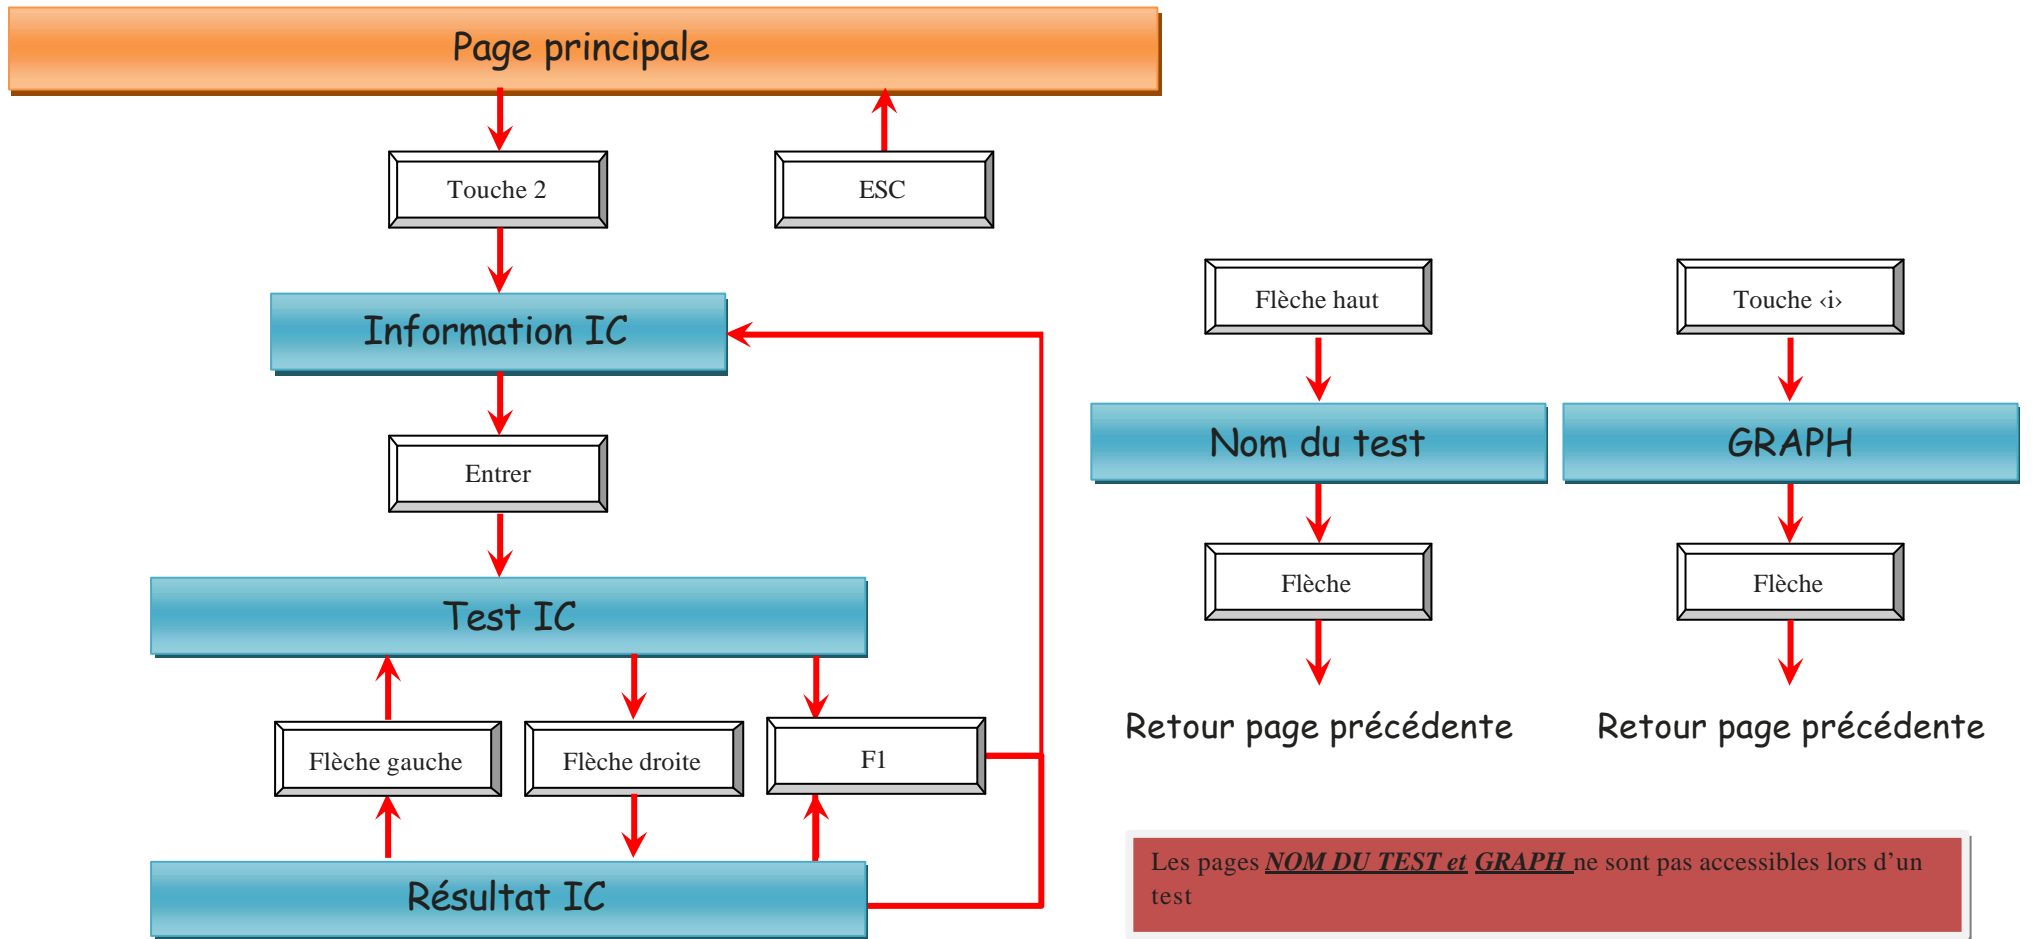 Page principale
Touche 2
ESC
Information IC
Flèche haut
Touche ‹i›
Nom du test
GRAPH
Entrer
Flèche
Flèche
Test IC
Retour page précédente
Retour page précédente
Flèche gauche
Flèche droite
F1
Résultat IC
Les pages NOM DU TEST et GRAPH ne sont pas accessibles lors d’un
test